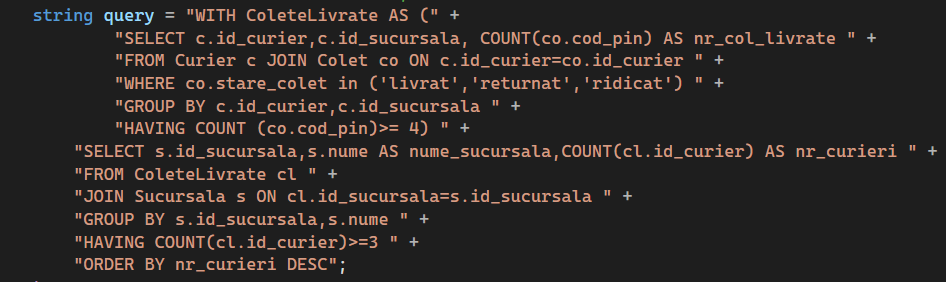 string query = "WITH ColeteLivrate AS (" +
"SELECT c.id_curier,c.id_sucursala, COUNT(co.cod_pin) AS nr_col_livrate " +
"FROM Curier c JOIN Colet co ON c.id_curier=co.id_curier " +
"WHERE co.stare_colet in ('livrat','returnat','ridicat') " +
"GROUP BY c.id_curier,c.id_sucursala " +
"HAVING COUNT (co.cod_pin)>= 4) " +
"SELECT s.id_sucursala,s.nume AS nume_sucursala,COUNT(cl.id_curier) AS nr_curieri " +
"FROM ColeteLivrate cl " +
"JOIN Sucursala s ON cl.id_sucursala=s.id_sucursala " +
"GROUP BY s.id_sucursala,s.nume " +
"HAVING COUNT(cl.id_curier)>=3 " +
"ORDER BY nr_curieri DESC";